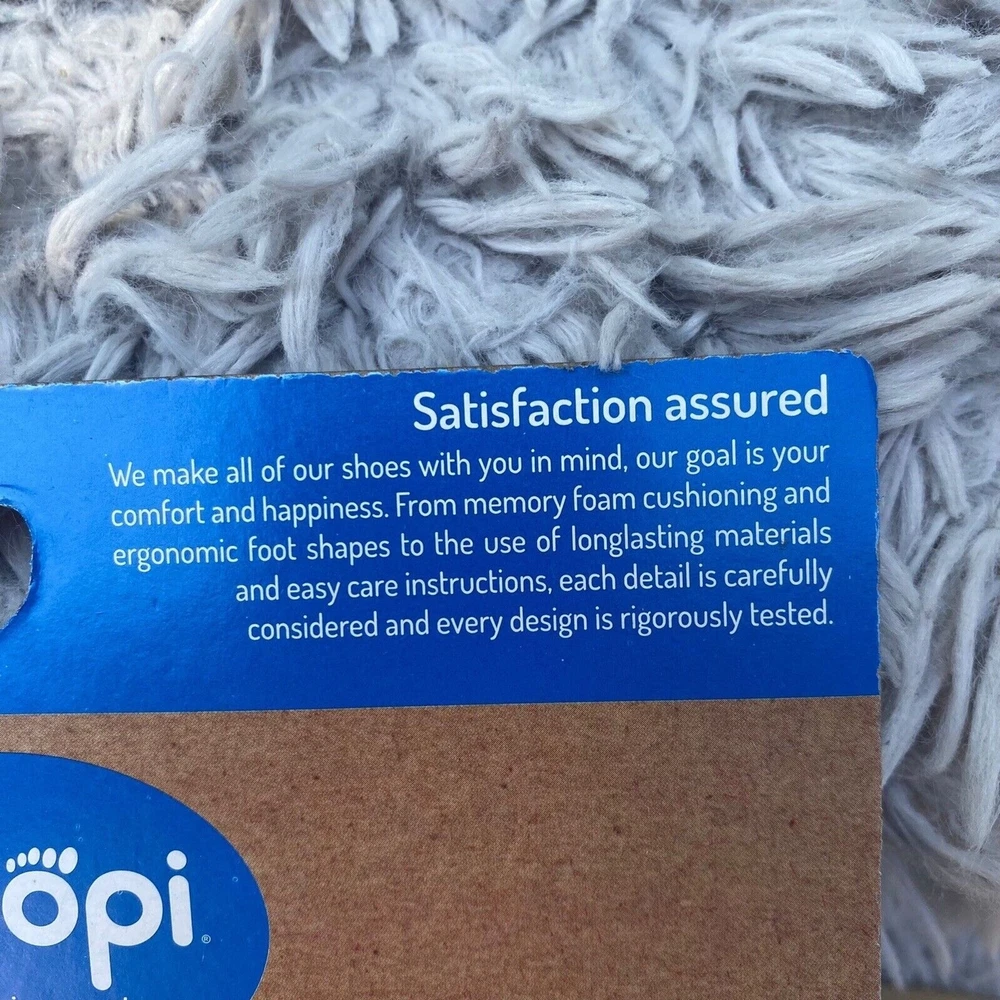 Satisfaction assured
We make all of our shoes with you in mind, our goal is your
comfort and happiness. From memory foam cushioning and
ergonomic foot shapes to the use of longlasting materials
and easy care instructions, each detail is carefully
considered and every design is rigorously tested.
opi®